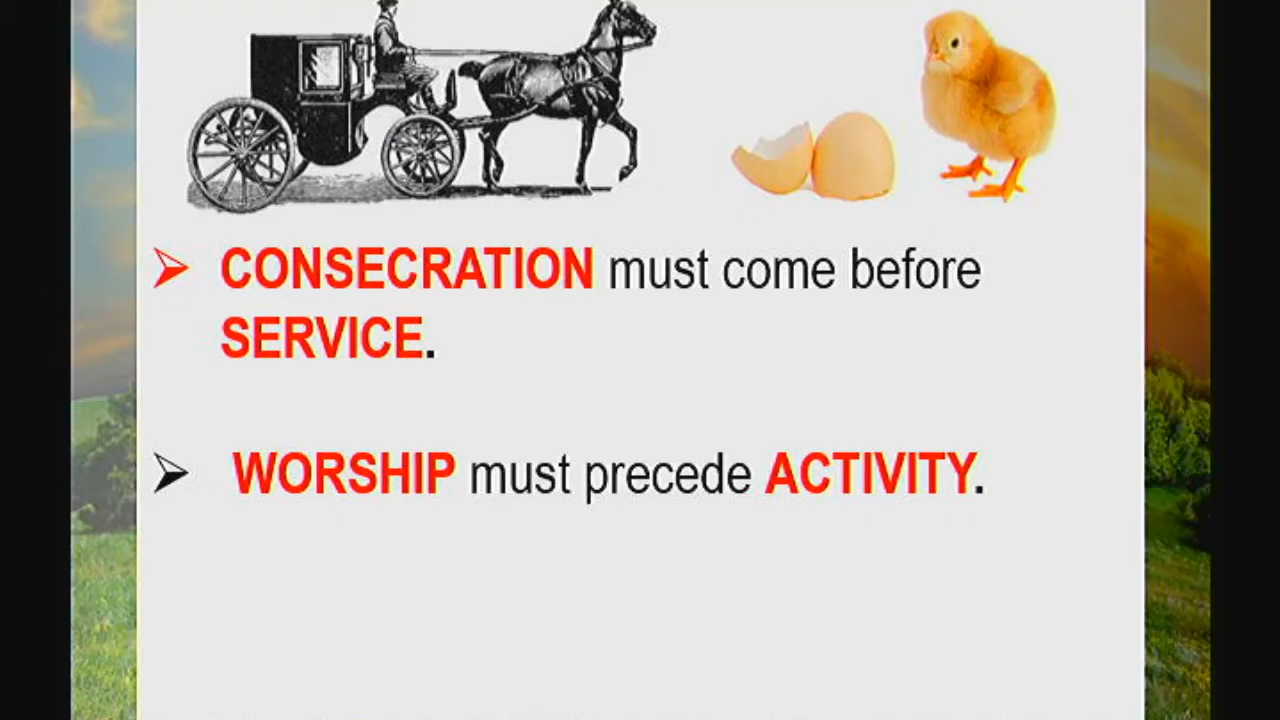 CONSECRATION must come before
SERVICE.
WORSHIP must precede ACTIVITY.